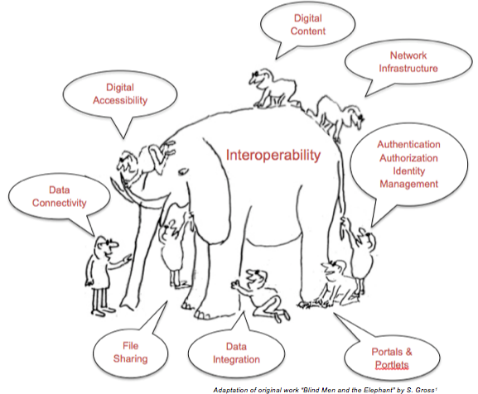 Digital
Content
Network
Infrastructure
Digital
Accessibility
Interoperability
Authentication
Authorization
Identity
Management
Data
Connectivity
File
Sharing
Data
Integration
Portals &
Portlets
Adaptation of original work "Blind Men and the Elephant" by S. Gross¹